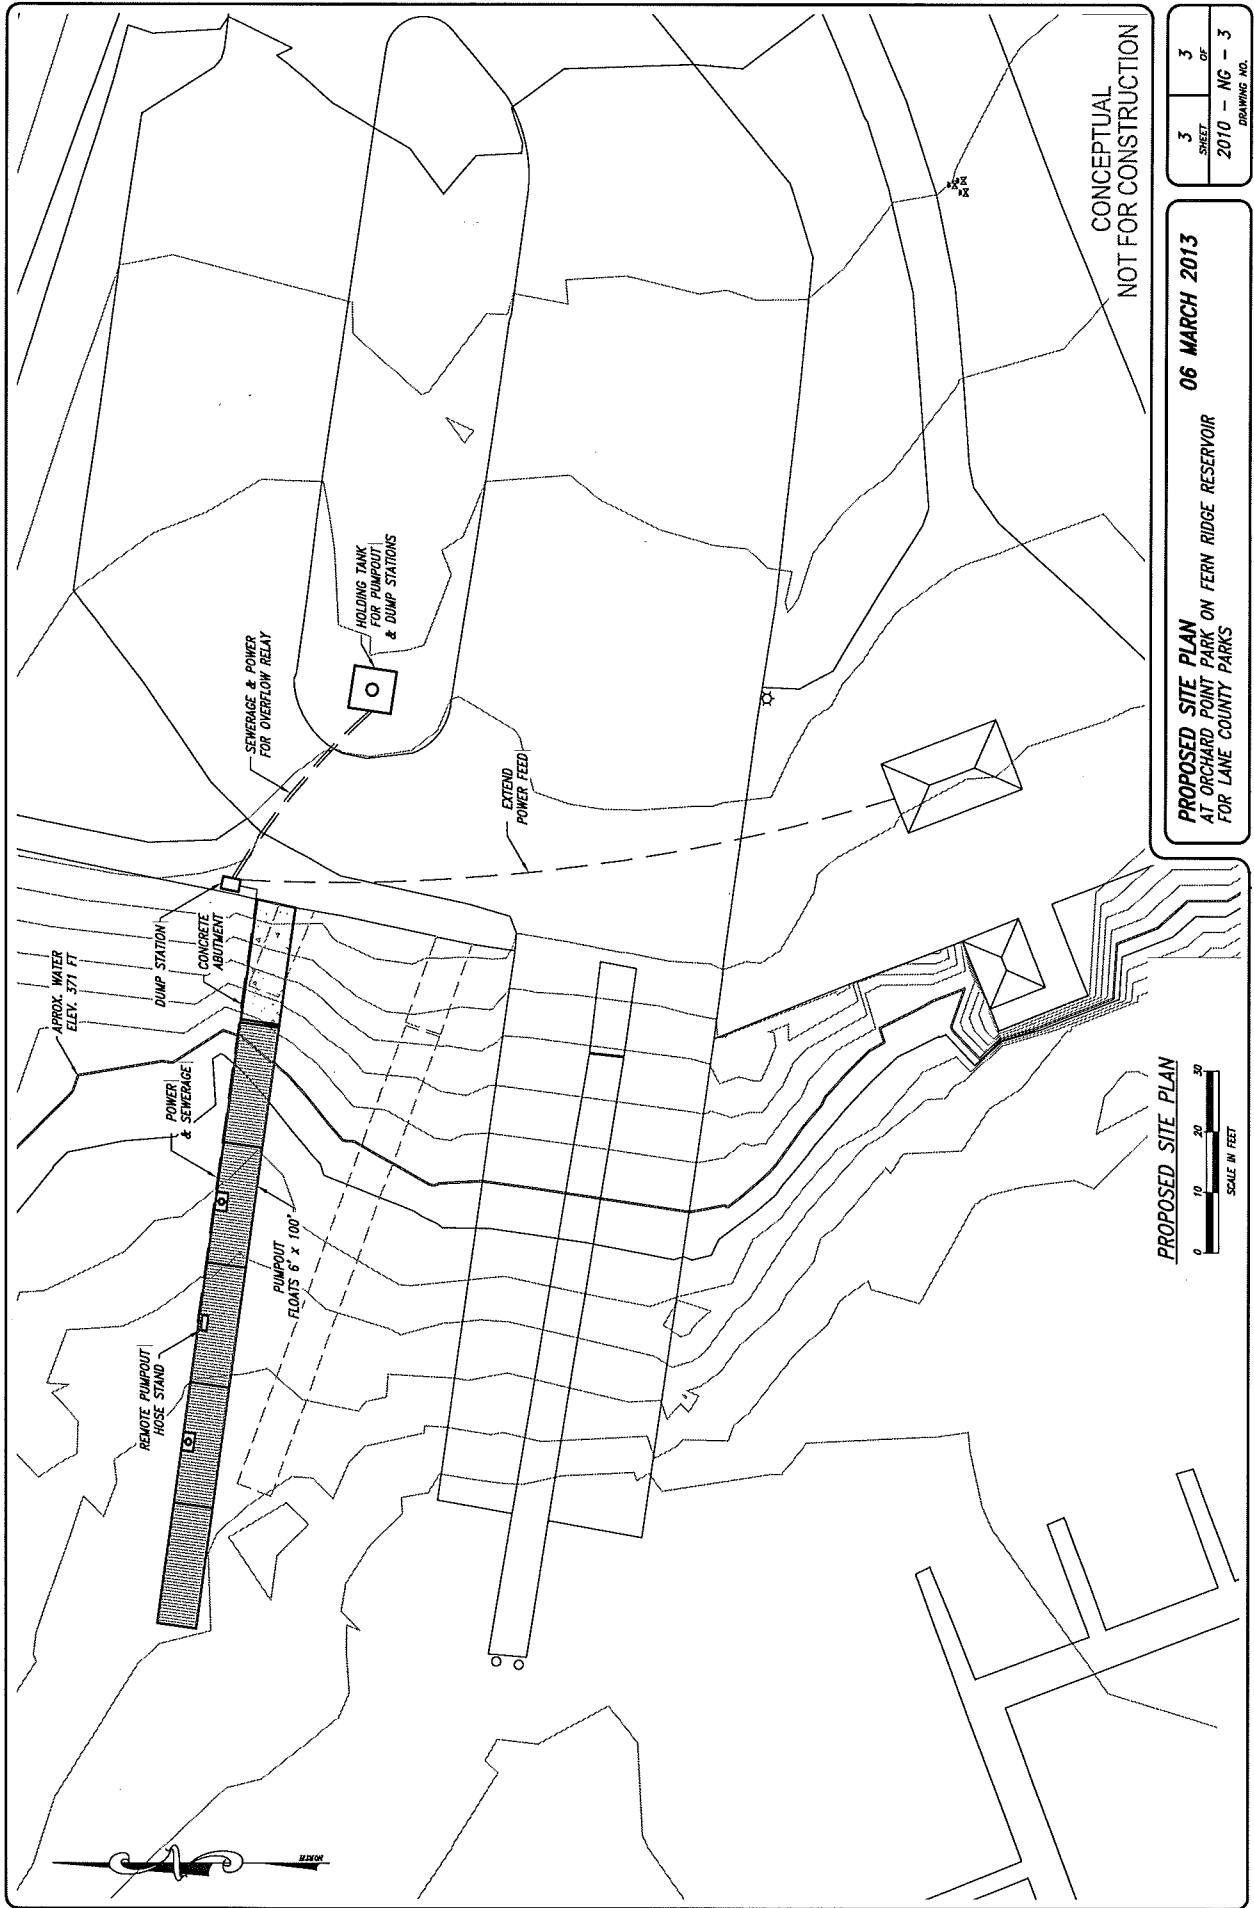 APROX. WATER
ELEV. 371 FT
DUMP STATION
CONCRETE
ABUTMENT
POWER
& SEWERAGE
REMOTE PUMPOUT
HOSE STAND
PUMPOUT
FLOATS 6' x 100'
SEWERAGE & POWER
FOR OVERFLOW RELAY
HOLDING TANK
FOR PUMPOUT
& DUMP STATIONS
EXTEND
POWER FEED
NORTH
CONCEPTUAL
NOT FOR CONSTRUCTION
PROPOSED SITE PLAN
0 10 20 30
SCALE IN FEET
PROPOSED SITE PLAN
AT ORCHARD POINT PARK ON FERN RIDGE RESERVOIR
FOR LANE COUNTY PARKS
06 MARCH 2013
3 3
SHEET OF
2010 - NG - 3
DRAWING NO.